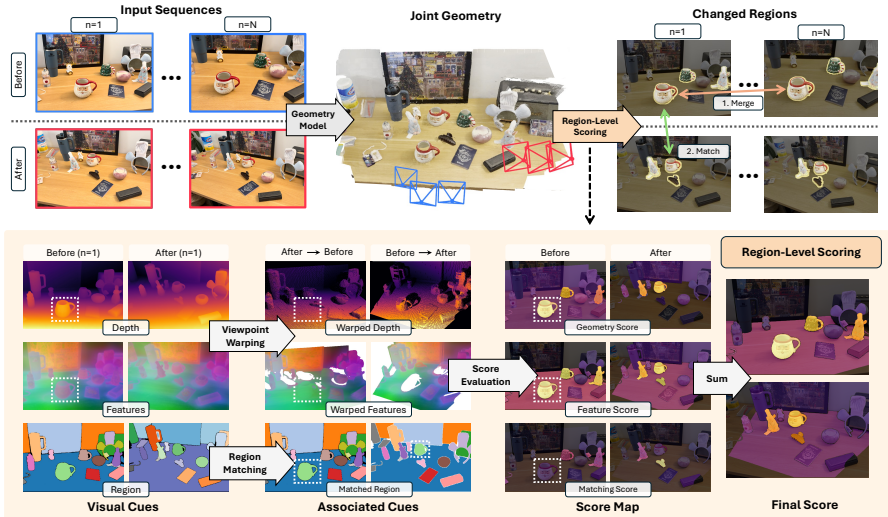 Input Sequences
Joint Geometry
Changed Regions
n=1
n=N
n=1
n=N
Before
After
Geometry
Model
Region-Level
Scoring
1. Merge
2. Match
Region-Level Scoring
Before (n=1)
After (n=1)
After → Before
Before → After
Before
After
Depth
Viewpoint
Warping
Warped Depth
Geometry Score
Features
Warped Features
Score
Evaluation
Feature Score
Sum
Region
Region
Matching
Matched Region
Matching Score
Visual Cues
Associated Cues
Score Map
Final Score